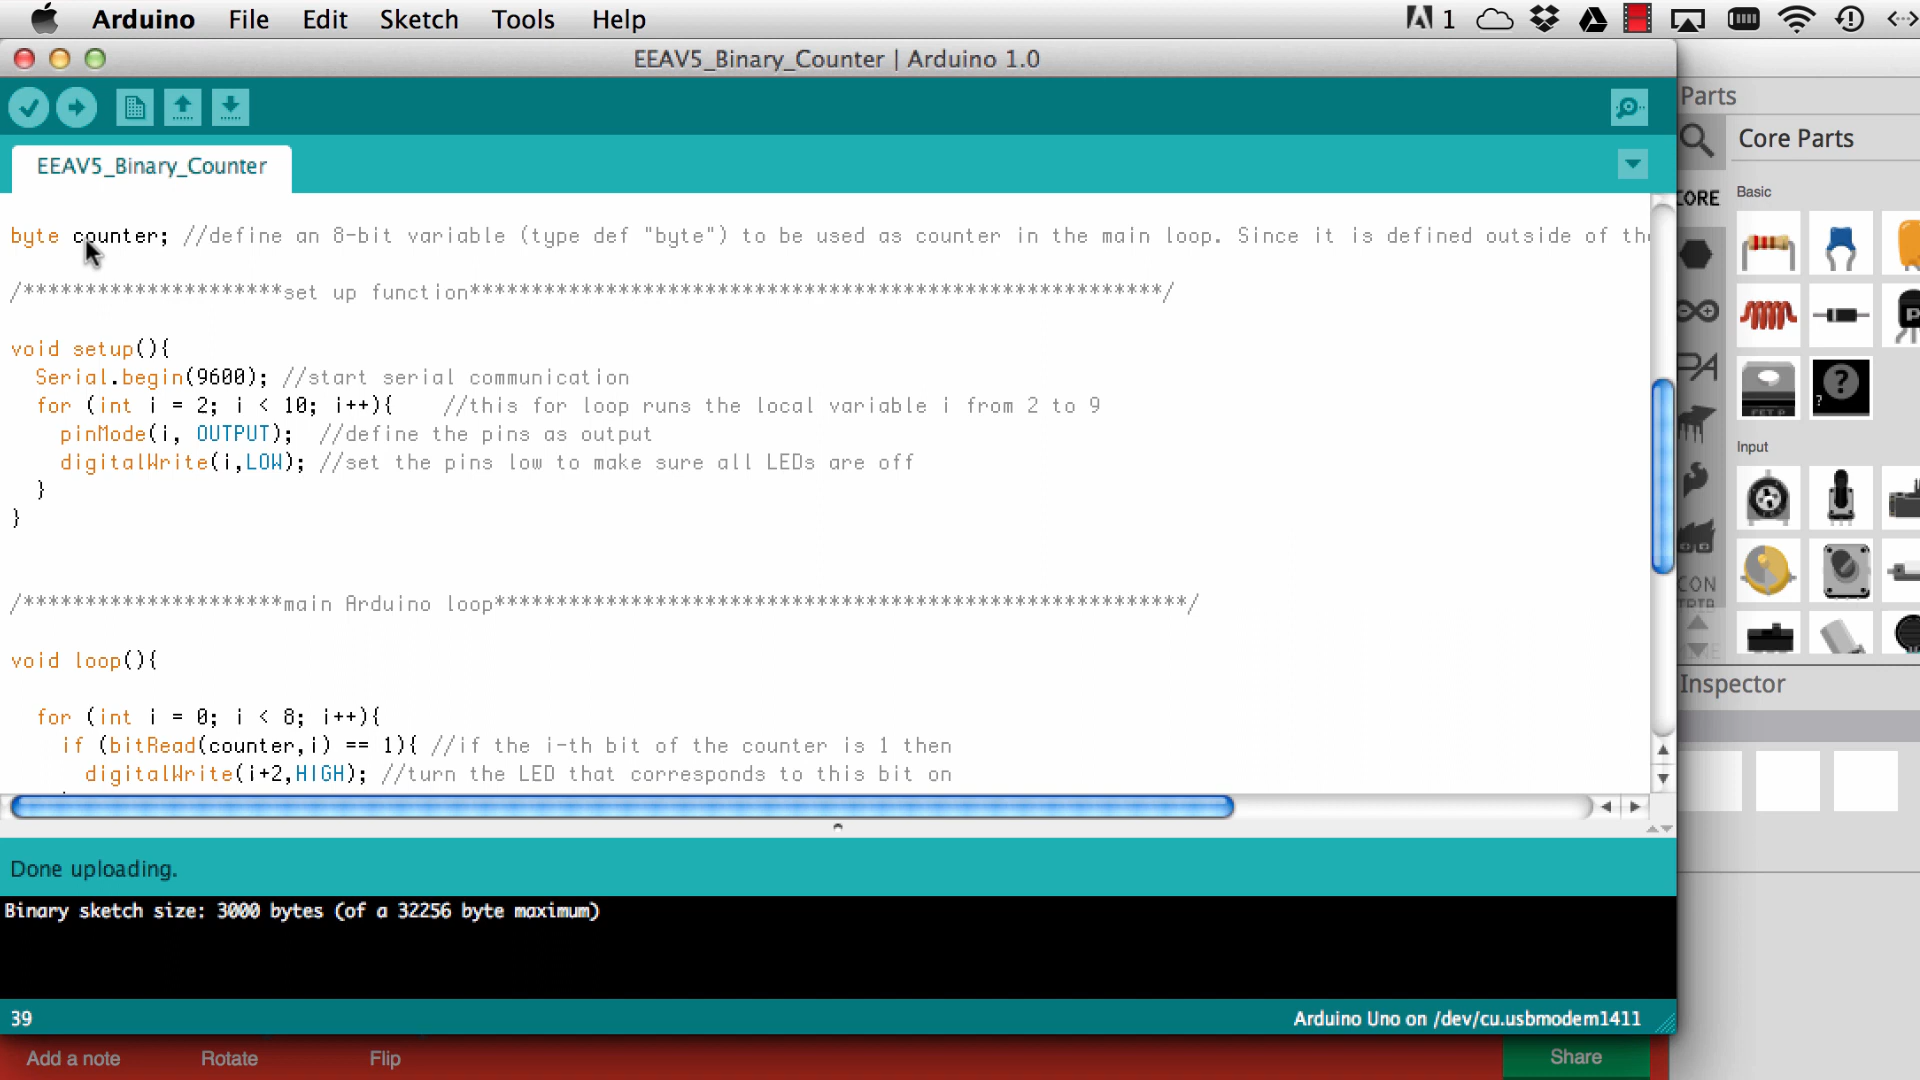 Arduino File Edit Sketch Tools Help 1
EEAV5_Binary_Counter | Arduino 1.0
EEAV5_Binary_Counter
byte counter; //define an 8-bit variable (type def "byte") to be used as counter in the main loop. Since it is defined outside of the
/*********************set up function********************************************************/
void setup(){
Serial.begin(9600); //start serial communication
for (int i = 2; i < 10; i++){ //this for loop runs the local variable i from 2 to 9
pinMode(i, OUTPUT); //define the pins as output
digitalWrite(i,LOW); //set the pins low to make sure all LEDs are off
}
}
/*********************main Arduino loop********************************************************/
void loop(){
for (int i = 0; i < 8; i++){
if (bitRead(counter,i) == 1){ //if the i-th bit of the counter is 1 then
digitalWrite(i+2,HIGH); //turn the LED that corresponds to this bit on
Done uploading.
Binary sketch size: 3000 bytes (of a 32256 byte maximum)
39
Arduino Uno on /dev/cu.usbmodem1411
Add a note Rotate Flip Share
Parts
Core Parts
CORE
Basic
Input
CON
TRIB
Inspector